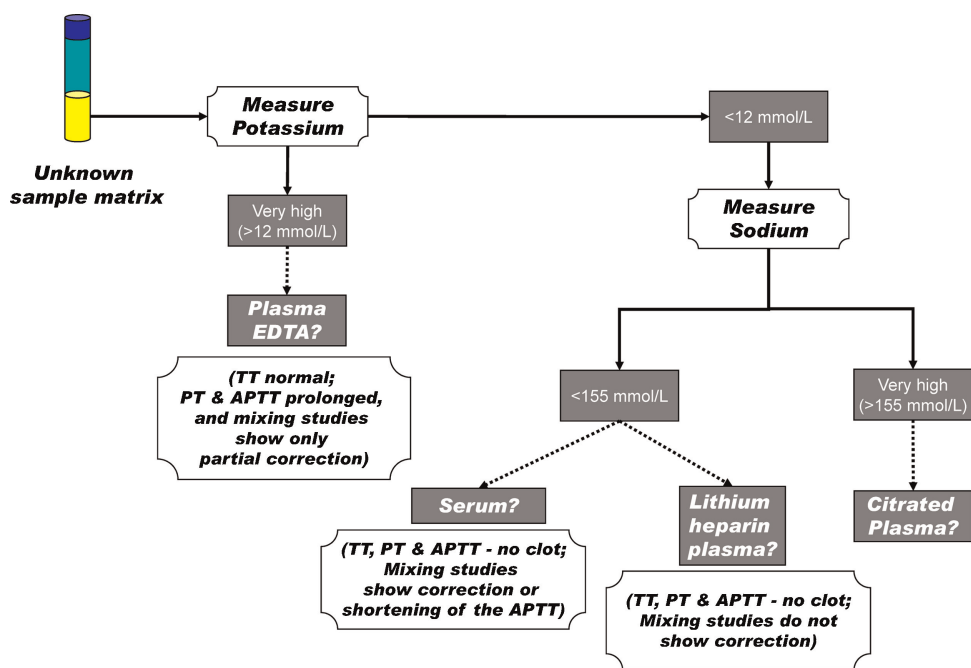 Unknown
sample matrix
Measure
Potassium
<12 mmol/L
Very high
(>12 mmol/L)
Measure
Sodium
Plasma
EDTA?
(TT normal;
PT & APTT prolonged,
and mixing studies
show only
partial correction)
<155 mmol/L
Very high
(>155 mmol/L)
Serum?
(TT, PT & APTT - no clot;
Mixing studies
show correction or
shortening of the APTT)
Lithium
heparin
plasma?
(TT, PT & APTT - no clot;
Mixing studies do not
show correction)
Citrated
Plasma?